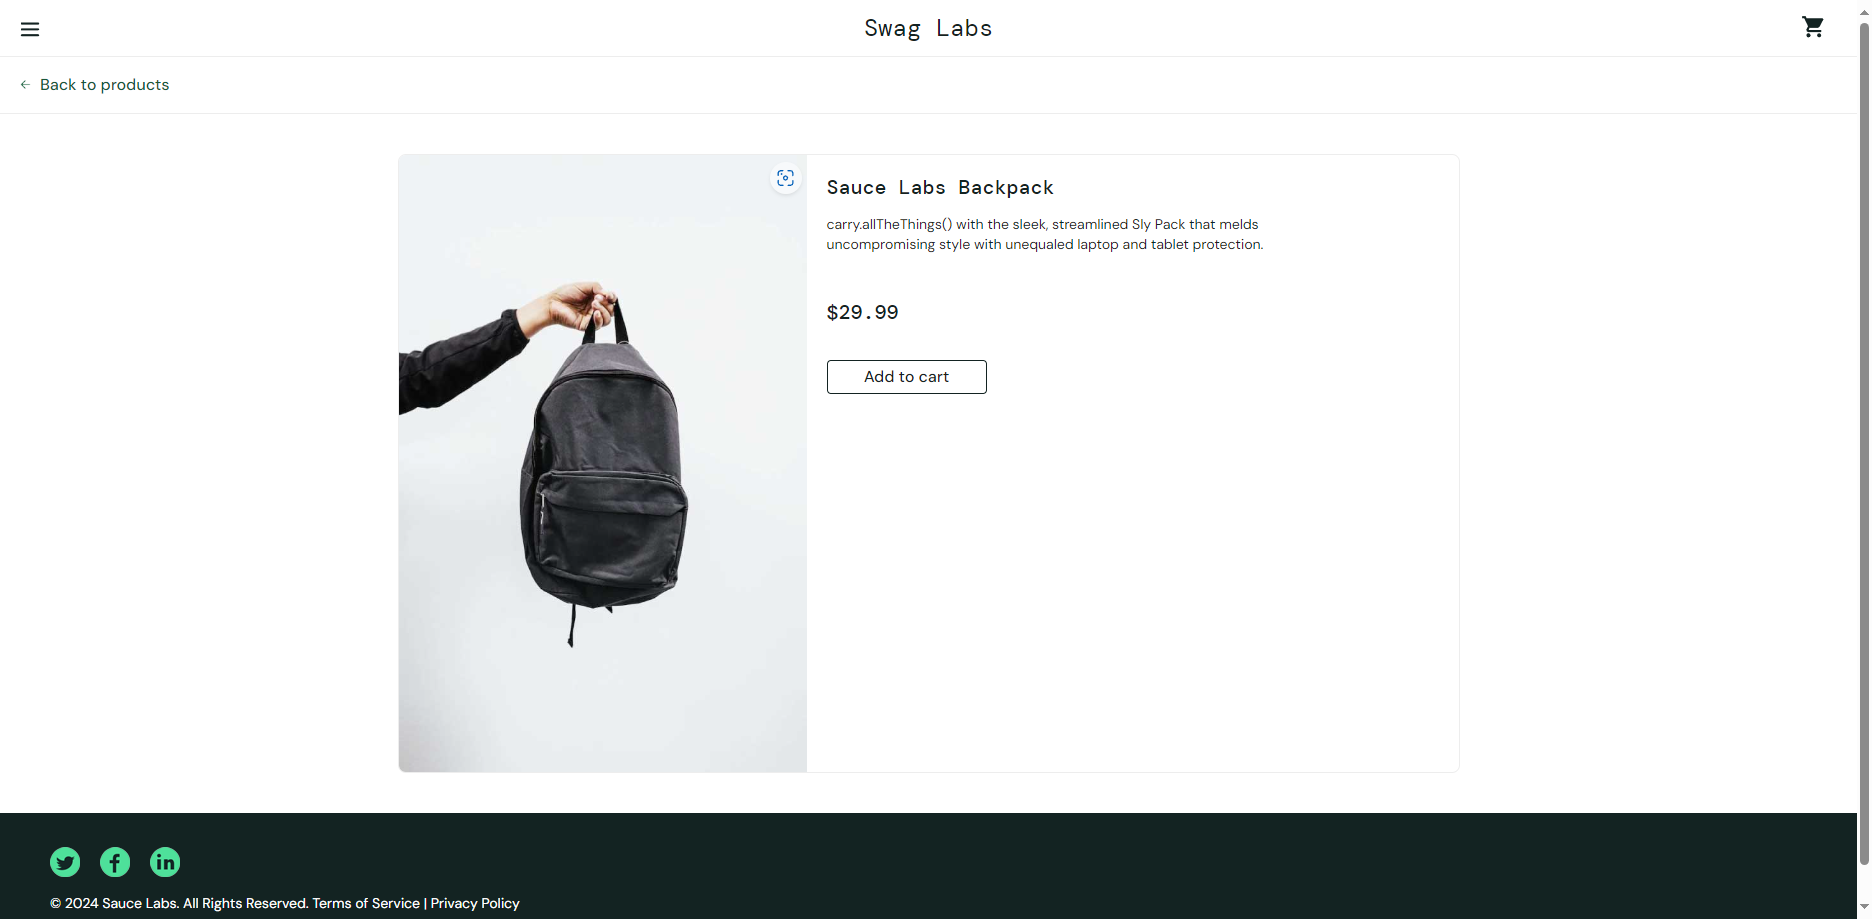 Swag Labs
Back to products
Sauce Labs Backpack
carry.allTheThings() with the sleek, streamlined Sly Pack that melds
uncompromising style with unequaled laptop and tablet protection.
$29.99
Add to cart
© 2024 Sauce Labs. All Rights Reserved. Terms of Service | Privacy Policy